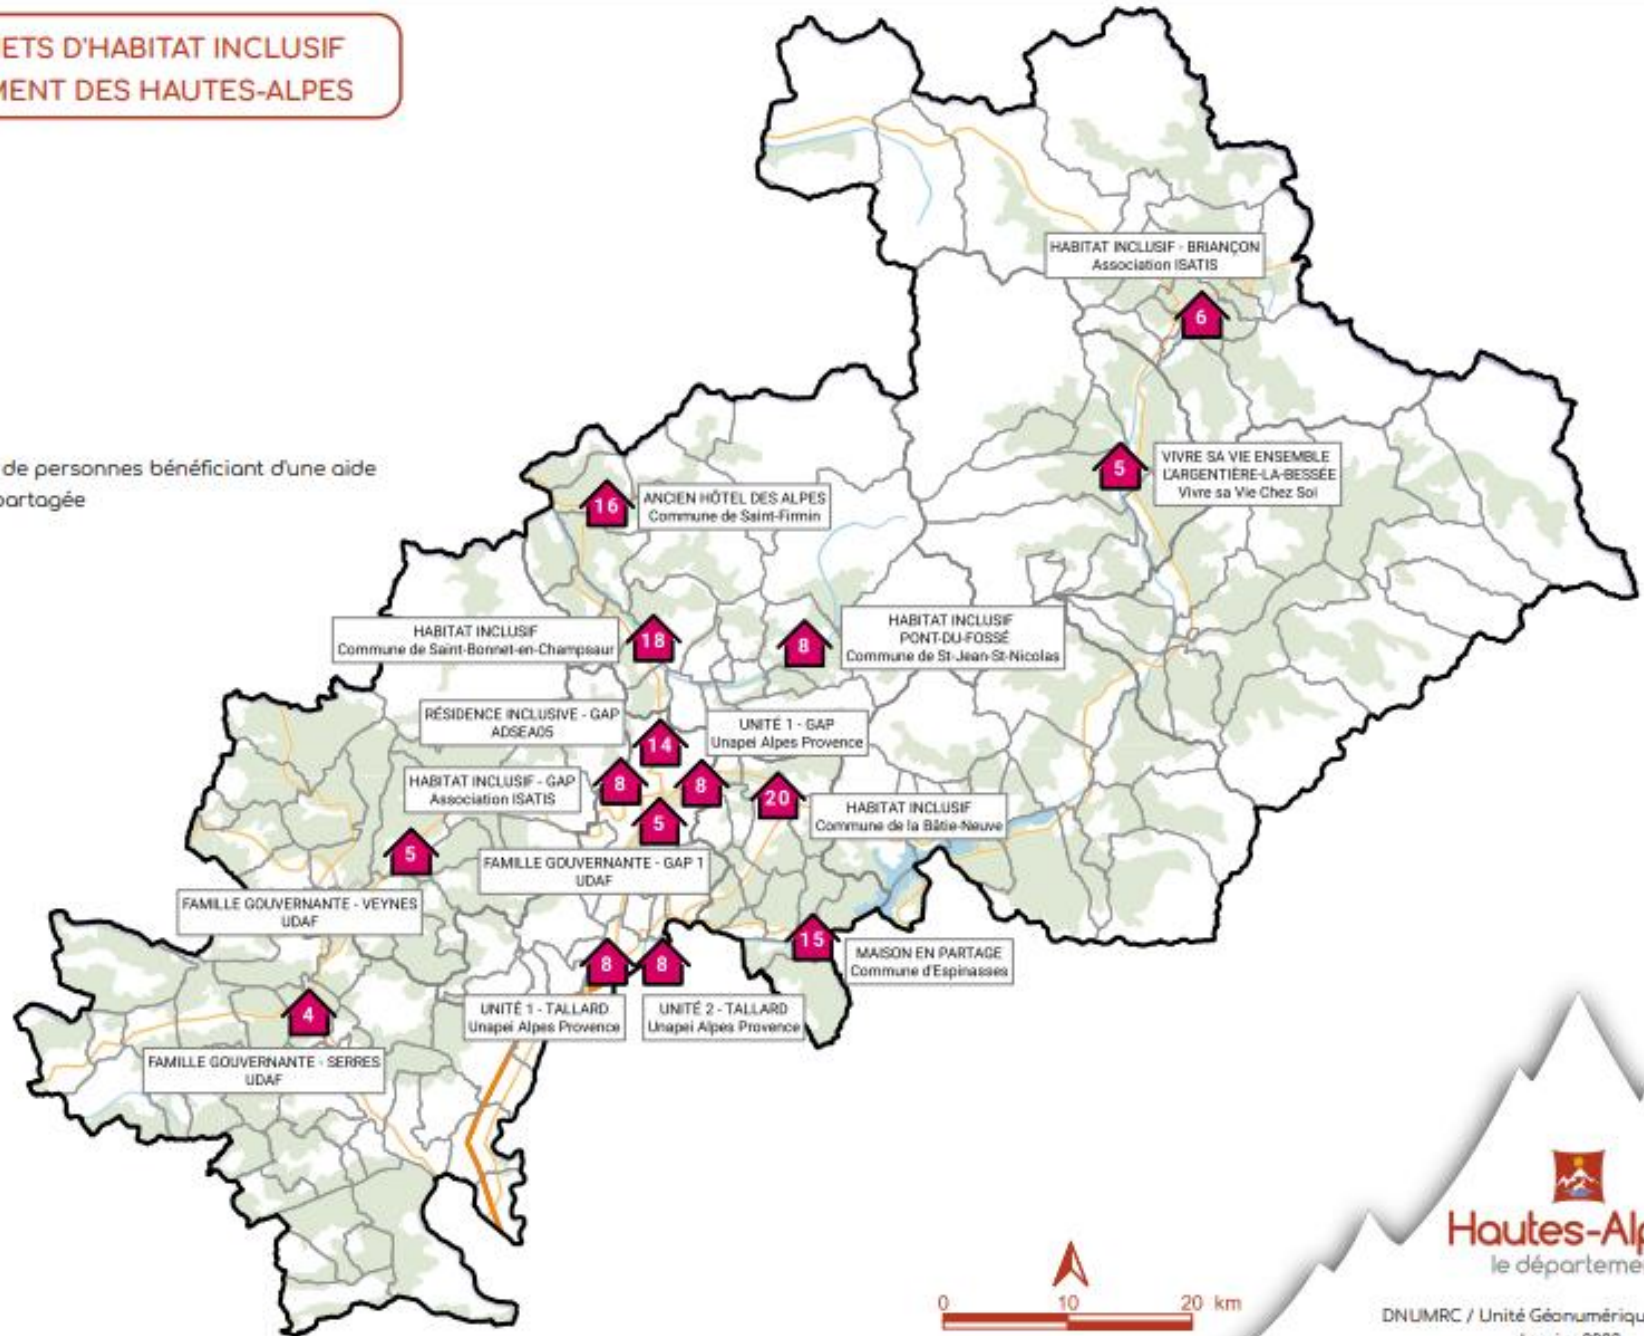 ETS D'HABITAT INCLUSIF
MENT DES HAUTES-ALPES
HABITAT INCLUSIF - BRIANÇON
Association ISATIS
6
de personnes bénéficiant d'une aide
partagée
5
VIVRE SA VIE ENSEMBLE
L'ARGENTIÈRE-LA-BESSÉE
Vivre sa Vie Chez Soi
16
ANCIEN HÔTEL DES ALPES
Commune de Saint-Firmin
HABITAT INCLUSIF
Commune de Saint-Bonnet-en-Champsaur
18
8
HABITAT INCLUSIF
PONT-DU-FOSSÉ
Commune de St-Jean-St-Nicolas
RÉSIDENCE INCLUSIVE - GAP
ADSEA05
14
UNITÉ 1 - GAP
Unapei Alpes Provence
HABITAT INCLUSIF - GAP
Association ISATIS
8
8
20
HABITAT INCLUSIF
Commune de la Bâtie-Neuve
5
FAMILLE GOUVERNANTE - GAP 1
UDAF
5
FAMILLE GOUVERNANTE - VEYNES
UDAF
15
MAISON EN PARTAGE
Commune d'Espinasses
8
8
UNITÉ 1 - TALLARD
Unapei Alpes Provence
UNITÉ 2 - TALLARD
Unapei Alpes Provence
4
FAMILLE GOUVERNANTE - SERRES
UDAF
0 10 20 km
Hautes-Alp
le départeme
DNUMRC / Unité Géonumériqu